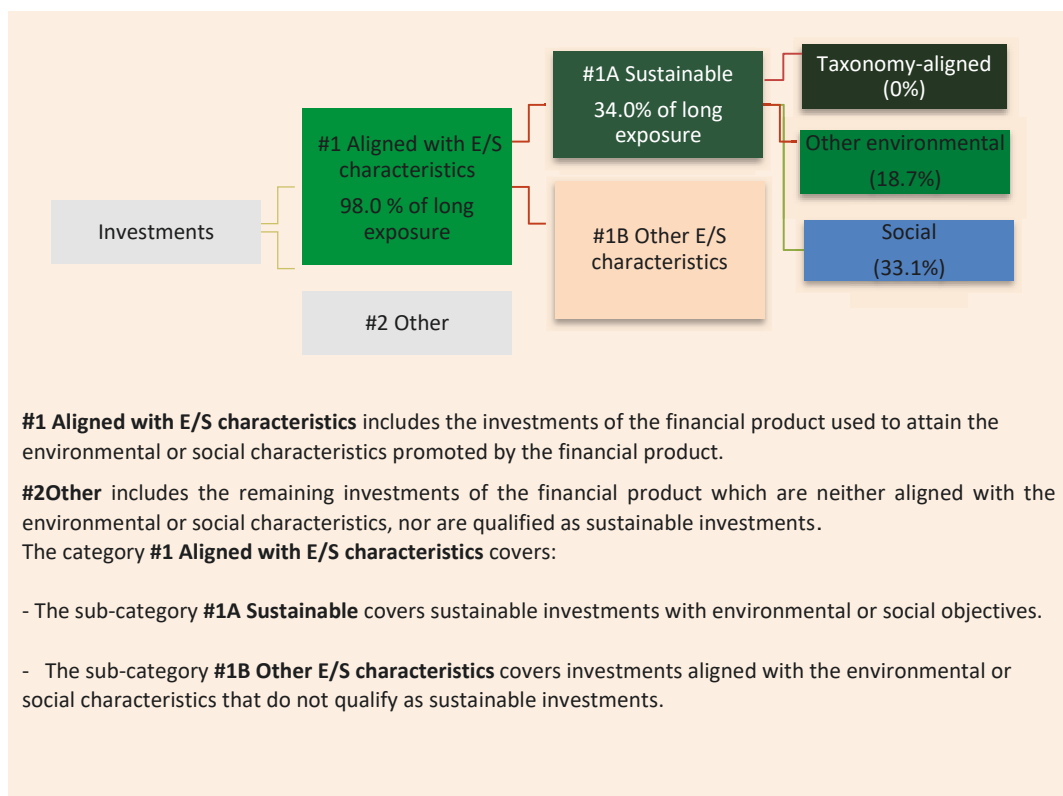 Investments
#1 Aligned with E/S
characteristics
98.0 % of long
exposure
#2 Other
#1A Sustainable
34.0% of long
exposure
#1B Other E/S
characteristics
Taxonomy-aligned
(0%)
Other environmental
(18.7%)
Social
(33.1%)
#1 Aligned with E/S characteristics includes the investments of the financial product used to attain the
environmental or social characteristics promoted by the financial product.
#2Other includes the remaining investments of the financial product which are neither aligned with the
environmental or social characteristics, nor are qualified as sustainable investments.
The category #1 Aligned with E/S characteristics covers:
- The sub-category #1A Sustainable covers sustainable investments with environmental or social objectives.
- The sub-category #1B Other E/S characteristics covers investments aligned with the environmental or
social characteristics that do not qualify as sustainable investments.